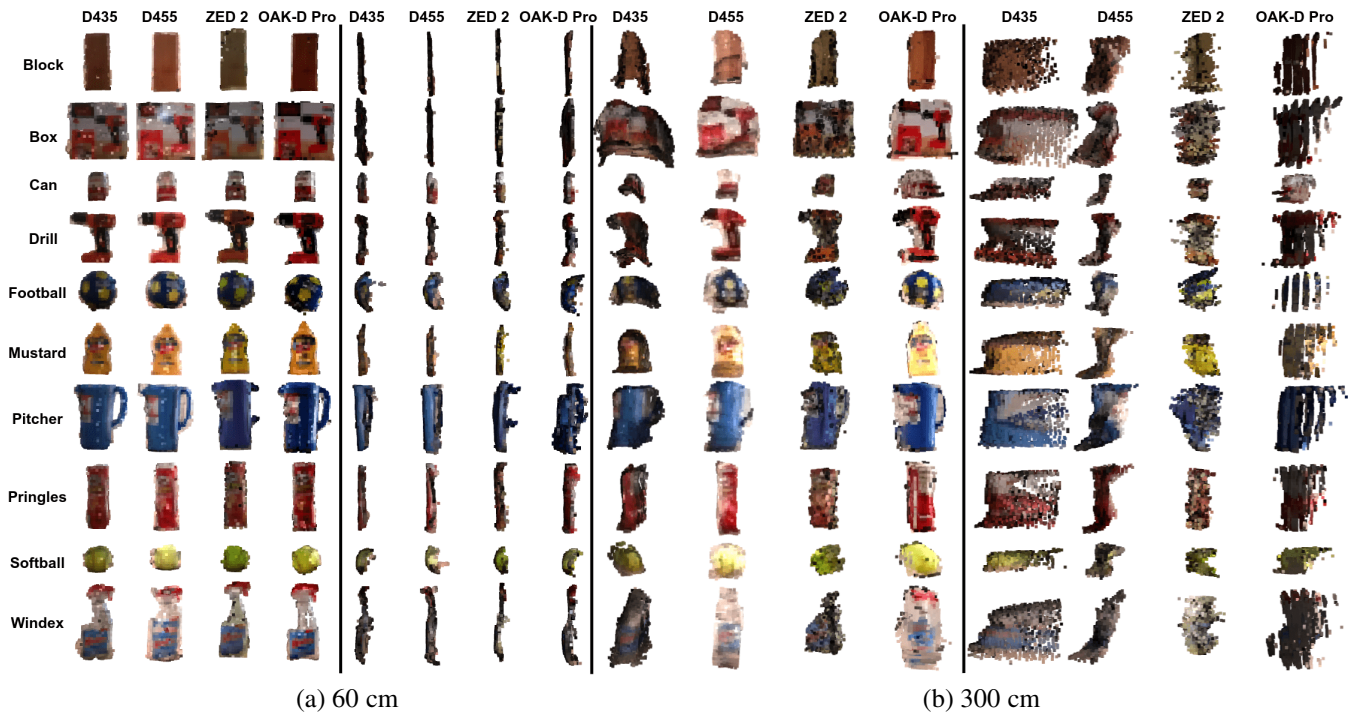 D435 D455 ZED 2 OAK-D Pro D435 D455 ZED 2 OAK-D Pro D435 D455 ZED 2 OAK-D Pro D435 D455 ZED 2 OAK-D Pro
Block
Box
Can
Drill
Football
Mustard
Pitcher
Pringles
Softball
Windex
(a) 60 cm (b) 300 cm